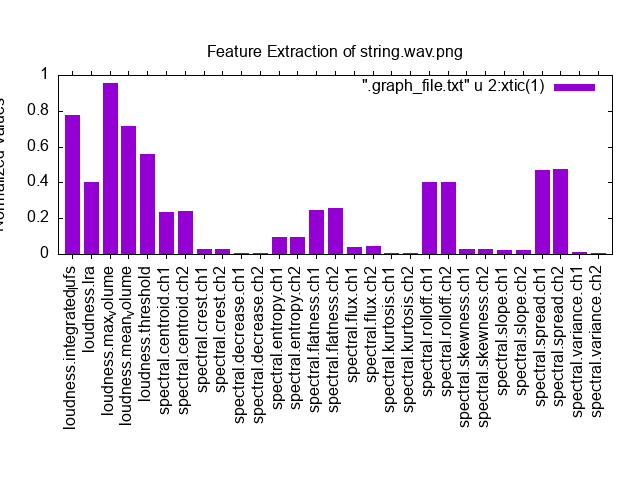 Feature Extraction of string.wav.png
".graph_file.txt" u 2:xtic(1)
Normalized Values
1
0.8
0.6
0.4
0.2
0
loudness.integratedlufs
loudness.lra
loudness.maxvolume
loudness.meanvolume
loudness.threshold
spectral.centroid.ch1
spectral.centroid.ch2
spectral.crest.ch1
spectral.crest.ch2
spectral.decrease.ch1
spectral.decrease.ch2
spectral.entropy.ch1
spectral.entropy.ch2
spectral.flatness.ch1
spectral.flatness.ch2
spectral.flux.ch1
spectral.flux.ch2
spectral.kurtosis.ch1
spectral.kurtosis.ch2
spectral.rolloff.ch1
spectral.rolloff.ch2
spectral.skewness.ch1
spectral.skewness.ch2
spectral.slope.ch1
spectral.slope.ch2
spectral.spread.ch1
spectral.spread.ch2
spectral.variance.ch1
spectral.variance.ch2